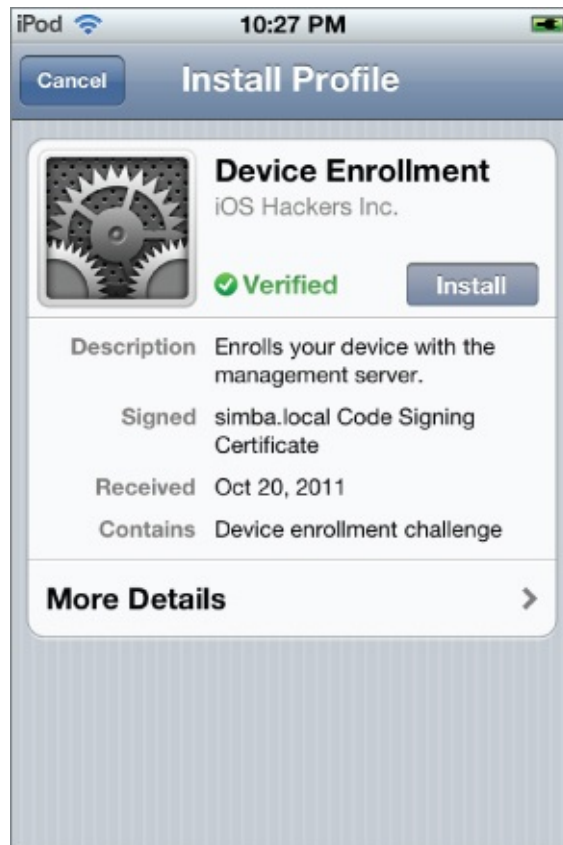 iPod 10:27 PM
Cancel Install Profile
Device Enrollment
iOS Hackers Inc.
Verified Install
Description Enrolls your device with the
management server.
Signed simba.local Code Signing
Certificate
Received Oct 20, 2011
Contains Device enrollment challenge
More Details